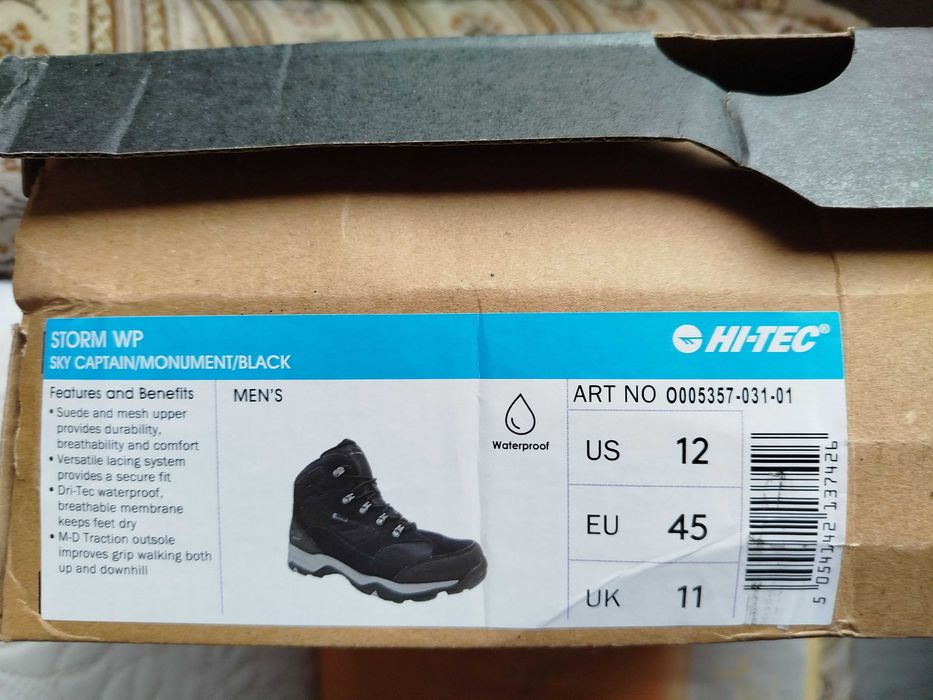 STORM WP
SKY CAPTAIN/MONUMENT/BLACK
HI-TEC®
Features and Benefits
• Suede and mesh upper
provides durability,
breathability and comfort
• Versatile lacing system
provides a secure fit
• Dri-Tec waterproof,
breathable membrane
keeps feet dry
• M-D Traction outsole
improves grip walking both
up and downhill
MEN'S
Waterproof
ART NO O005357-031-01
US 12
EU 45
UK 11
5 054142 137426